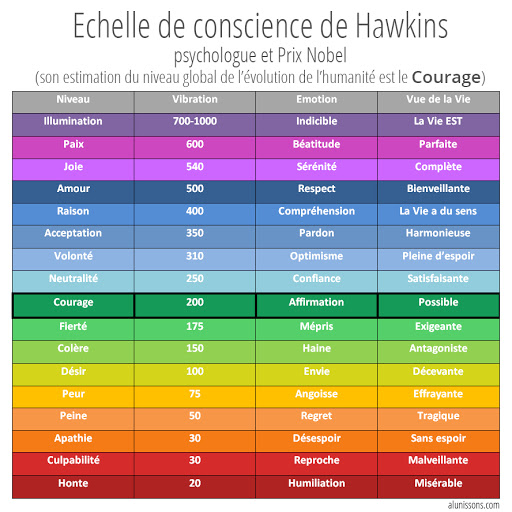 Echelle de conscience de Hawkins
psychologue et Prix Nobel
(son estimation du niveau global de l'évolution de l'humanité est le Courage)
Niveau Vibration Emotion Vue de la Vie
Illumination 700-1000 Indicible La Vie EST
Paix 600 Béatitude Parfaite
Joie 540 Sérénité Complète
Amour 500 Respect Bienveillante
Raison 400 Compréhension La Vie a du sens
Acceptation 350 Pardon Harmonieuse
Volonté 310 Optimisme Pleine d'espoir
Neutralité 250 Confiance Satisfaisante
Courage 200 Affirmation Possible
Fierté 175 Mépris Exigeante
Colère 150 Haine Antagoniste
Désir 100 Envie Décevante
Peur 75 Angoisse Effrayante
Peine 50 Regret Tragique
Apathie 30 Désespoir Sans espoir
Culpabilité 30 Reproche Malveillante
Honte 20 Humiliation Misérable
alunissons.com